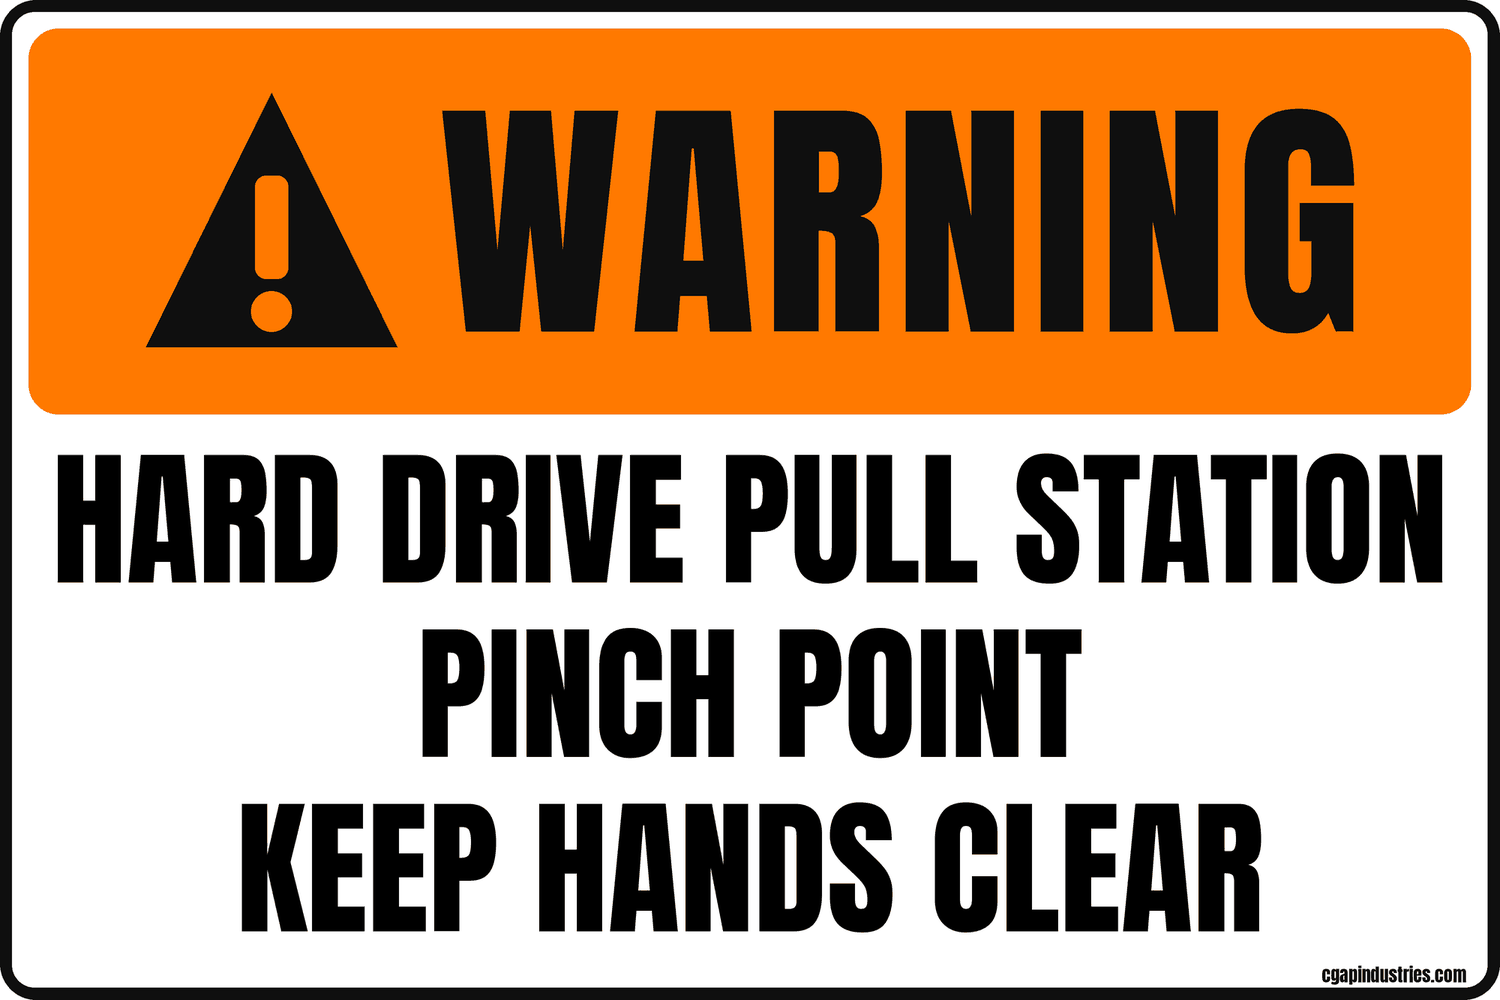 WARNING
HARD DRIVE PULL STATION
PINCH POINT
KEEP HANDS CLEAR
cgapindustries.com